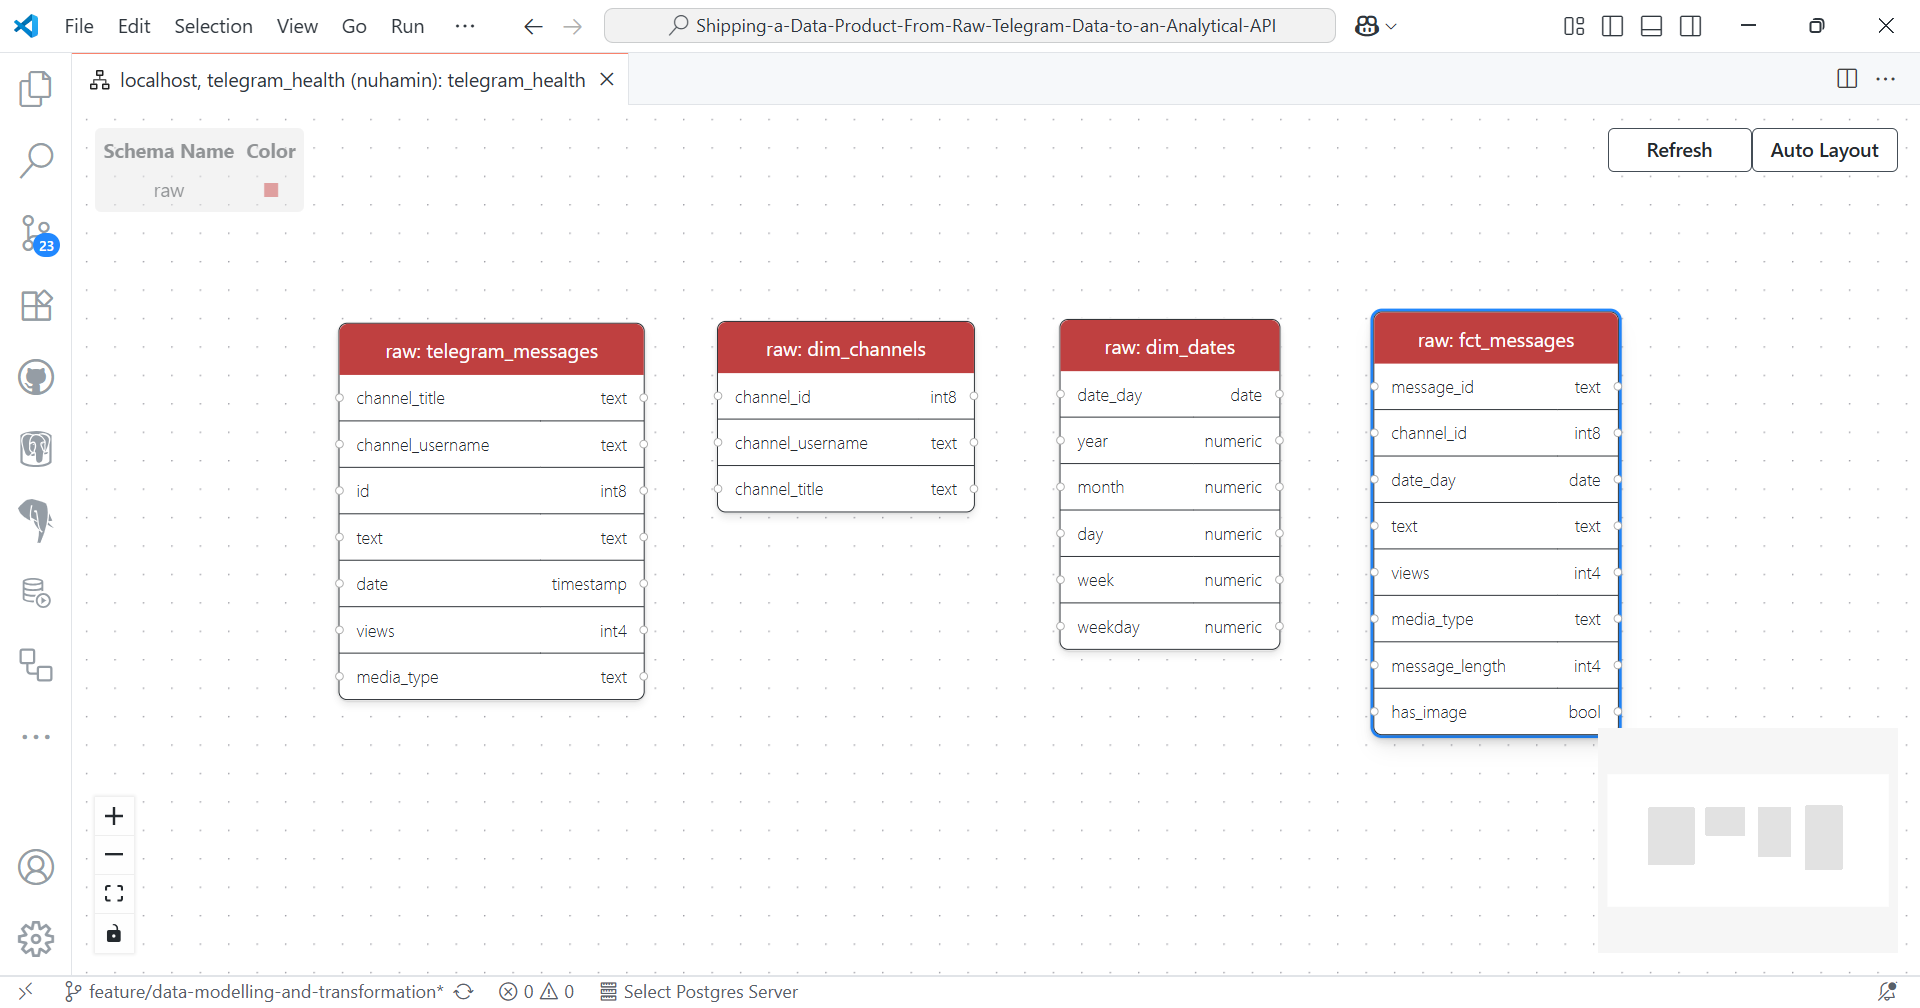 File Edit Selection View Go Run
Shipping-a-Data-Product-From-Raw-Telegram-Data-to-an-Analytical-API
localhost, telegram_health (nuhamin): telegram_health
Schema Name Color
raw
Refresh
Auto Layout
23
raw: telegram_messages
channel_title text
channel_username text
id int8
text text
date timestamp
views int4
media_type text
raw: dim_channels
channel_id int8
channel_username text
channel_title text
raw: dim_dates
date_day date
year numeric
month numeric
day numeric
week numeric
weekday numeric
raw: fct_messages
message_id text
channel_id int8
date_day date
text text
views int4
media_type text
message_length int4
has_image bool
feature/data-modelling-and-transformation* 0 0 Select Postgres Server